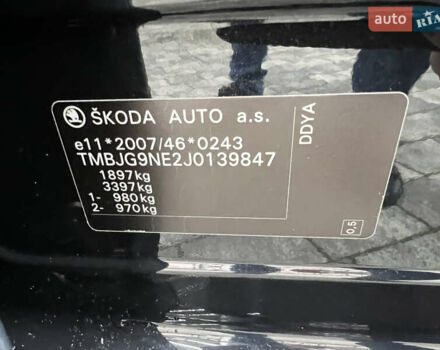 auto RIA
ŠKODA AUTO a.s.
e11*2007/46*0243
TMBJG9NE2J0139847
1897kg
3397kg
1- 980kg
2- 970kg
DDYA
0,5